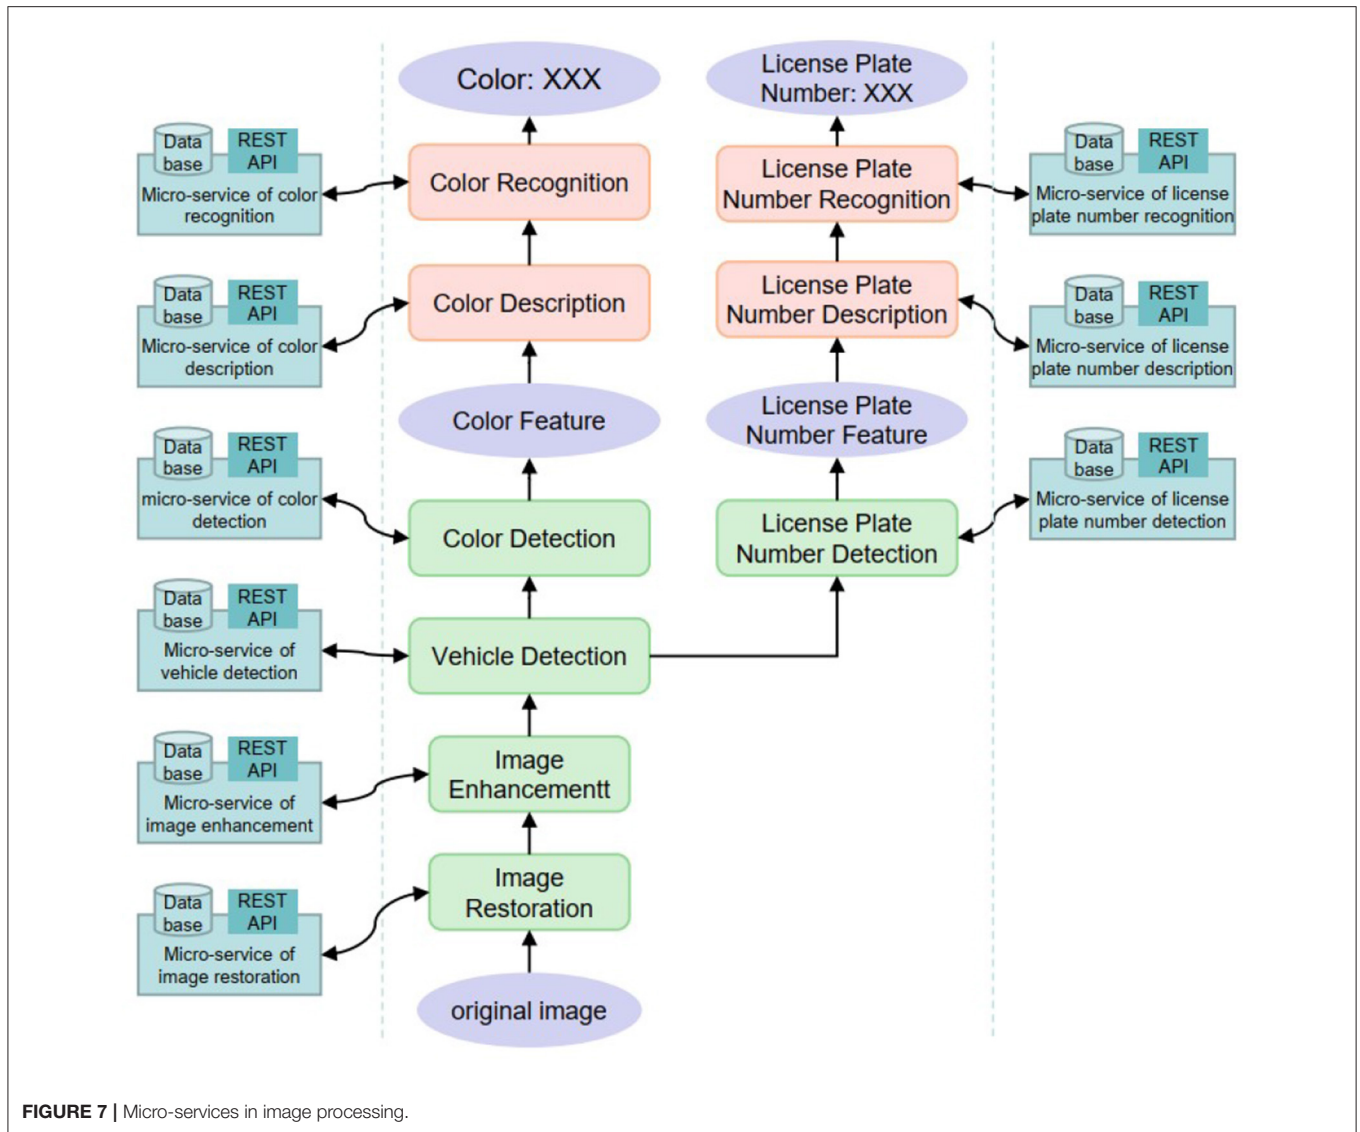 Color: XXX
License Plate
Number: XXX
Data
base
REST
API
Micro-service of color
recognition
Color Recognition
License Plate
Number Recognition
Data
base
REST
API
Micro-service of license
plate number recognition
Data
base
REST
API
Micro-service of color
description
Color Description
License Plate
Number Description
Data
base
REST
API
Micro-service of license
plate number description
Color Feature
License Plate
Number Feature
Data
base
REST
API
micro-service of color
detection
Color Detection
License Plate
Number Detection
Data
base
REST
API
Micro-service of license
plate number detection
Data
base
REST
API
Micro-service of
vehicle detection
Vehicle Detection
Data
base
REST
API
Micro-service of
image enhancement
Image
Enhancementt
Data
base
REST
API
Micro-service of
image restoration
Image
Restoration
original image
FIGURE 7 | Micro-services in image processing.